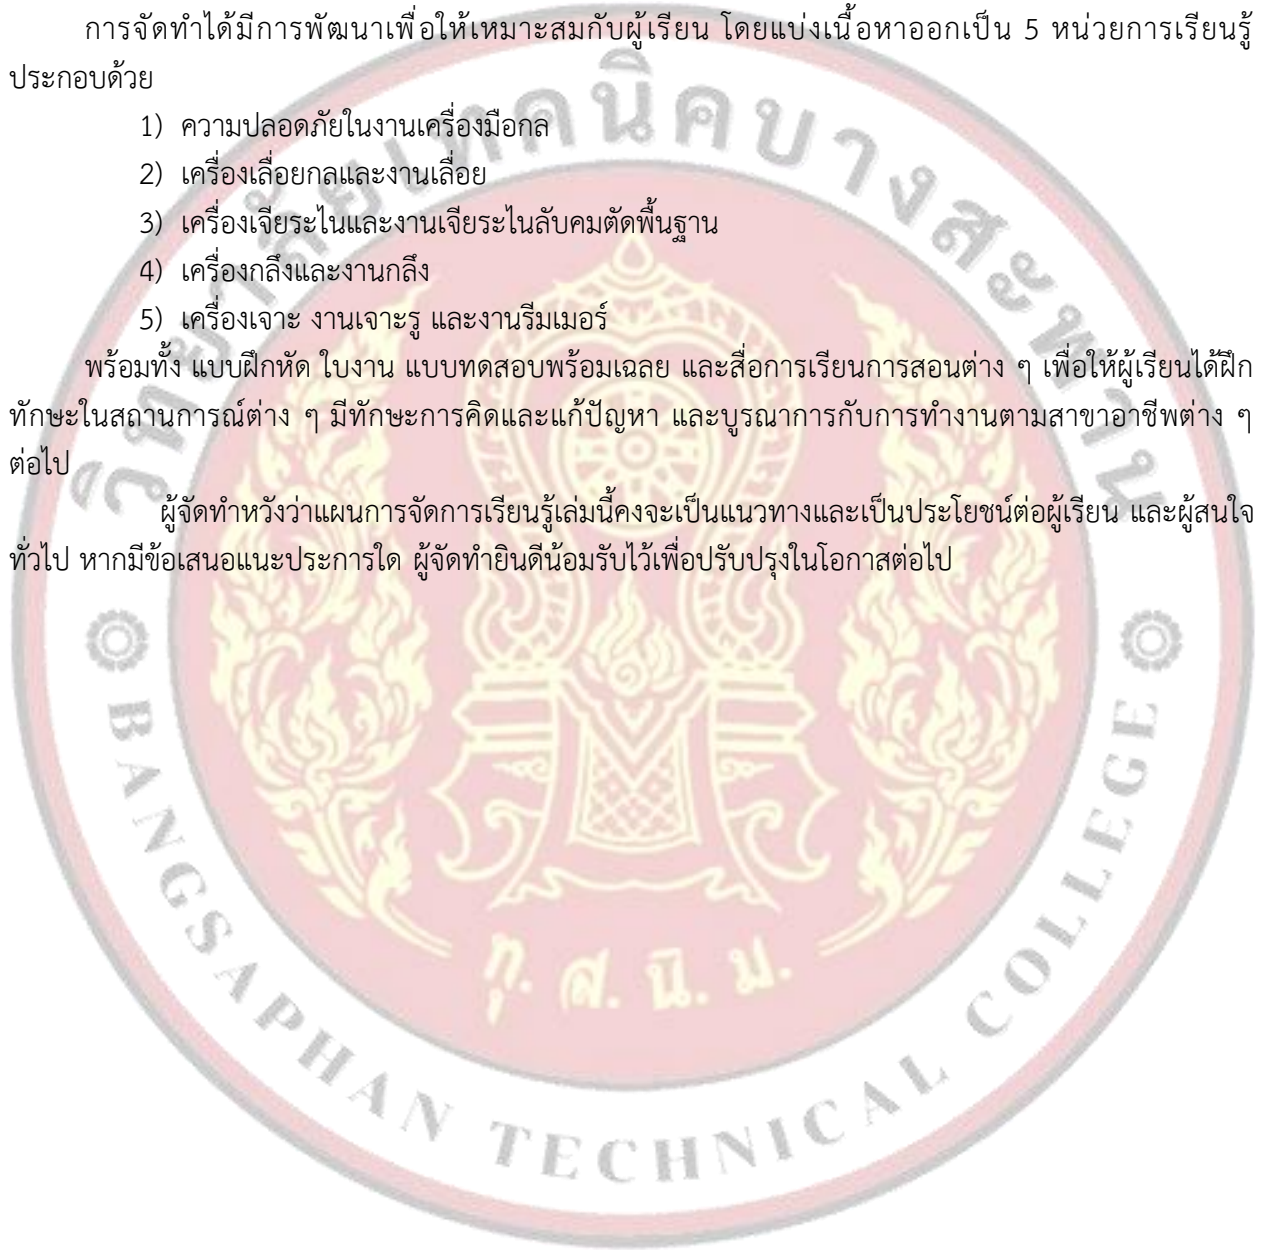 การจัดทำได้มีการพัฒนาเพื่อให้เหมาะสมกับผู้เรียน โดยแบ่งเนื้อหาออกเป็น 5 หน่วยการเรียนรู้
ประกอบด้วย
1) ความปลอดภัยในงานเครื่องมือกล
2) เครื่องเลื่อยกลและงานเลื่อย
3) เครื่องเจียระไนและงานเจียระไนลับคมตัดพื้นฐาน
4) เครื่องกลึงและงานกลึง
5) เครื่องเจาะ งานเจาะรู และงานรีมเมอร์
พร้อมทั้ง แบบฝึกหัด ใบงาน แบบทดสอบพร้อมเฉลย และสื่อการเรียนการสอนต่าง ๆ เพื่อให้ผู้เรียนได้ฝึก
ทักษะในสถานการณ์ต่าง ๆ มีทักษะการคิดและแก้ปัญหา และบูรณาการกับการทำงานตามสาขาอาชีพต่าง ๆ
ต่อไป
ผู้จัดทำหวังว่าแผนการจัดการเรียนรู้เล่มนี้คงจะเป็นแนวทางและเป็นประโยชน์ต่อผู้เรียน และผู้สนใจ
ทั่วไป หากมีข้อเสนอแนะประการใด ผู้จัดทำยินดีน้อมรับไว้เพื่อปรับปรุงในโอกาสต่อไป
วิทยาลัยเทคนิคบางสะพาน
ทุ. ส. นิ. ม.
BANGSAPHAN TECHNICAL COLLEGE